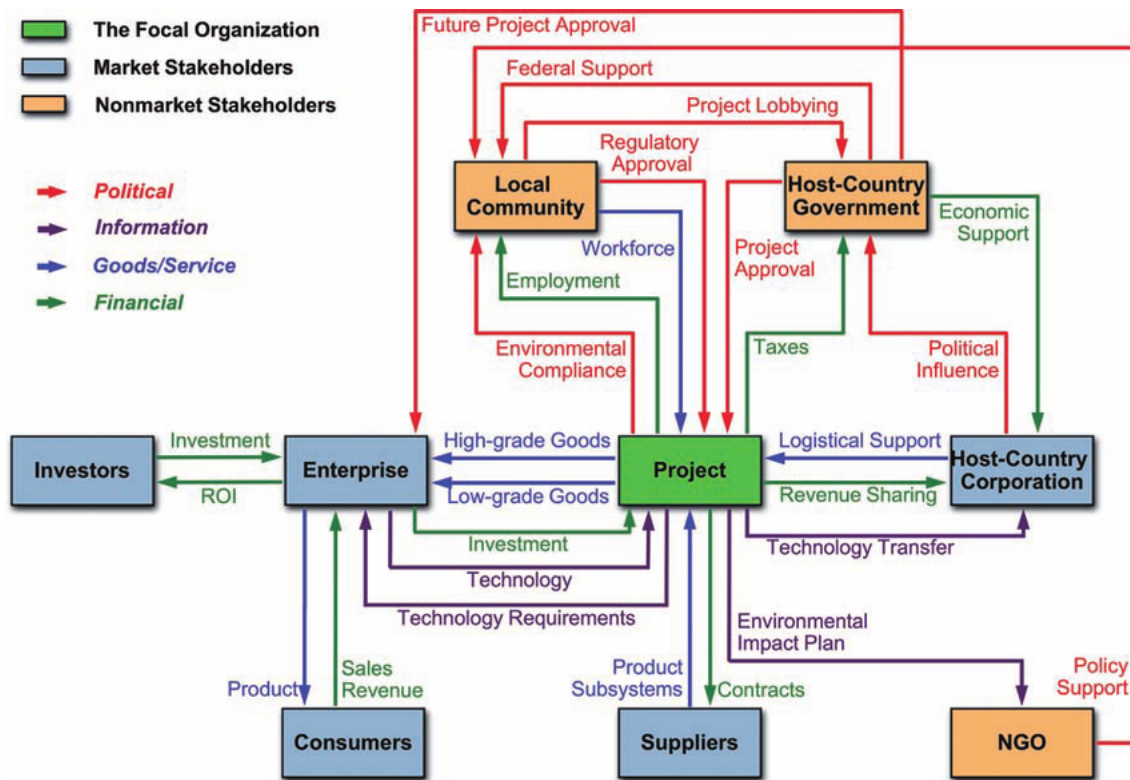 The Focal Organization
Market Stakeholders
Nonmarket Stakeholders
Political
Information
Goods/Service
Financial
Future Project Approval
Federal Support
Project Lobbying
Regulatory
Approval
Local
Community
Host-Country
Government
Economic
Support
Workforce
Project
Approval
Employment
Environmental
Compliance
Taxes
Political
Influence
Investors
Investment
ROI
Enterprise
High-grade Goods
Low-grade Goods
Project
Logistical Support
Revenue Sharing
Host-Country
Corporation
Investment
Technology
Technology Requirements
Technology Transfer
Environmental
Impact Plan
Product
Sales
Revenue
Product
Subsystems
Contracts
Policy
Support
Consumers
Suppliers
NGO